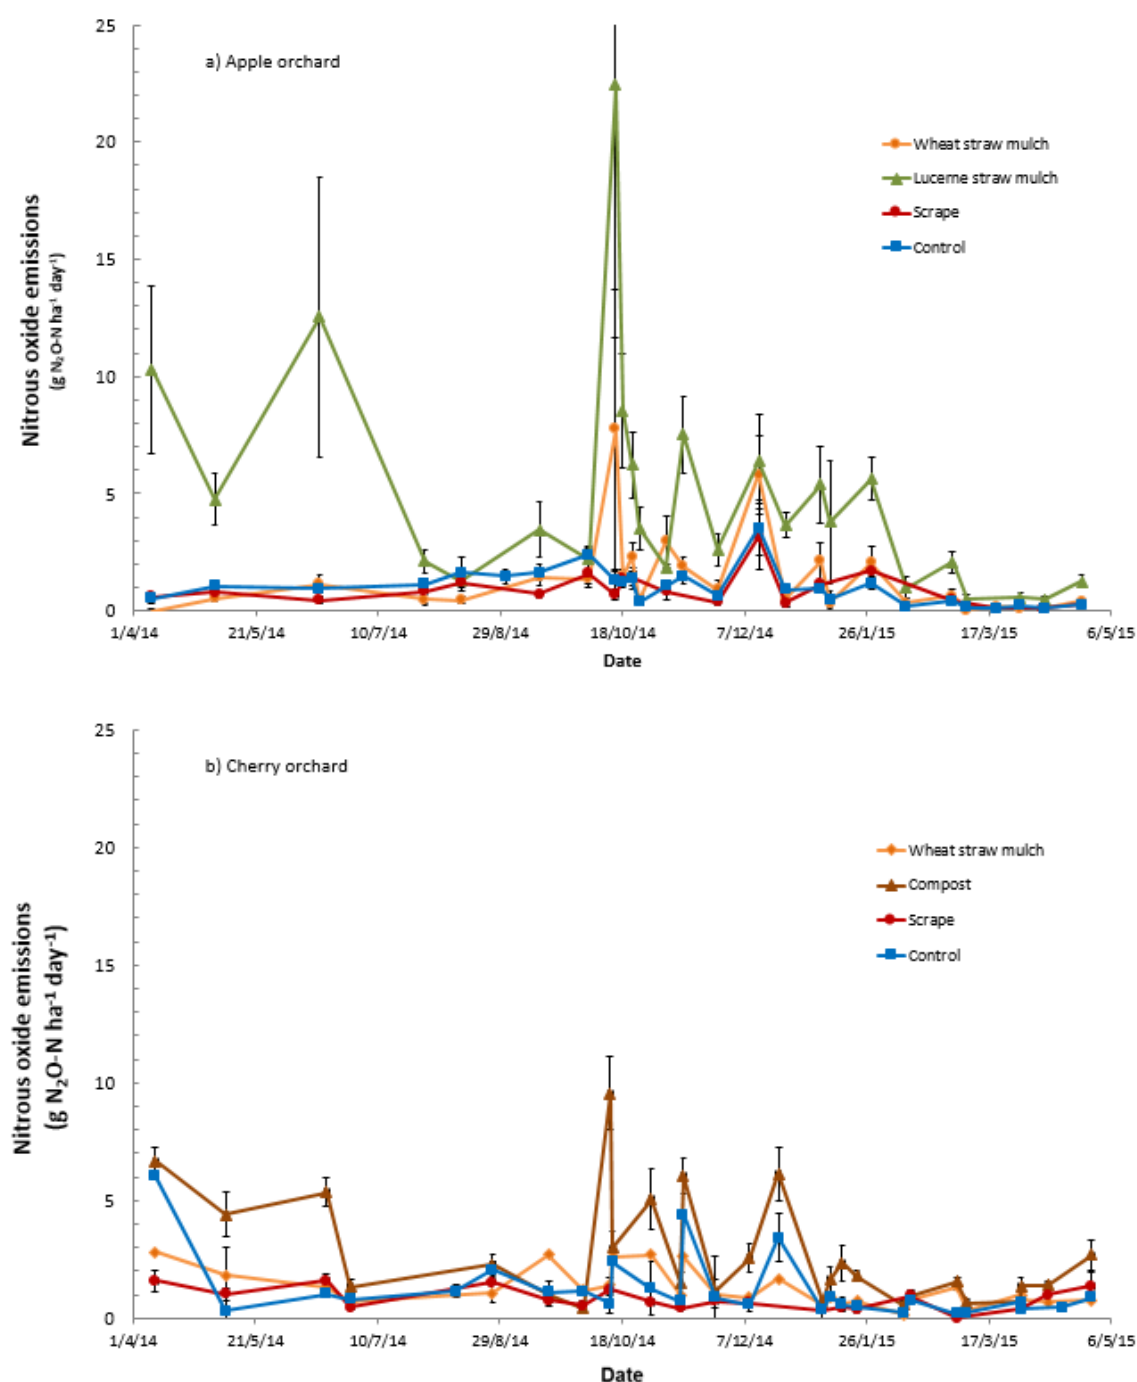 25
a) Apple orchard
20
Wheat straw mulch
Lucerne straw mulch
Scrape
Control
15
10
5
0
Nitrous oxide emissions
(g N₂O-N ha⁻¹ day⁻¹)
1/4/14 21/5/14 10/7/14 29/8/14 18/10/14 7/12/14 26/1/15 17/3/15 6/5/15
Date
25
b) Cherry orchard
20
Wheat straw mulch
Compost
Scrape
Control
15
10
5
0
Nitrous oxide emissions
(g N₂O-N ha⁻¹ day⁻¹)
1/4/14 21/5/14 10/7/14 29/8/14 18/10/14 7/12/14 26/1/15 17/3/15 6/5/15
Date